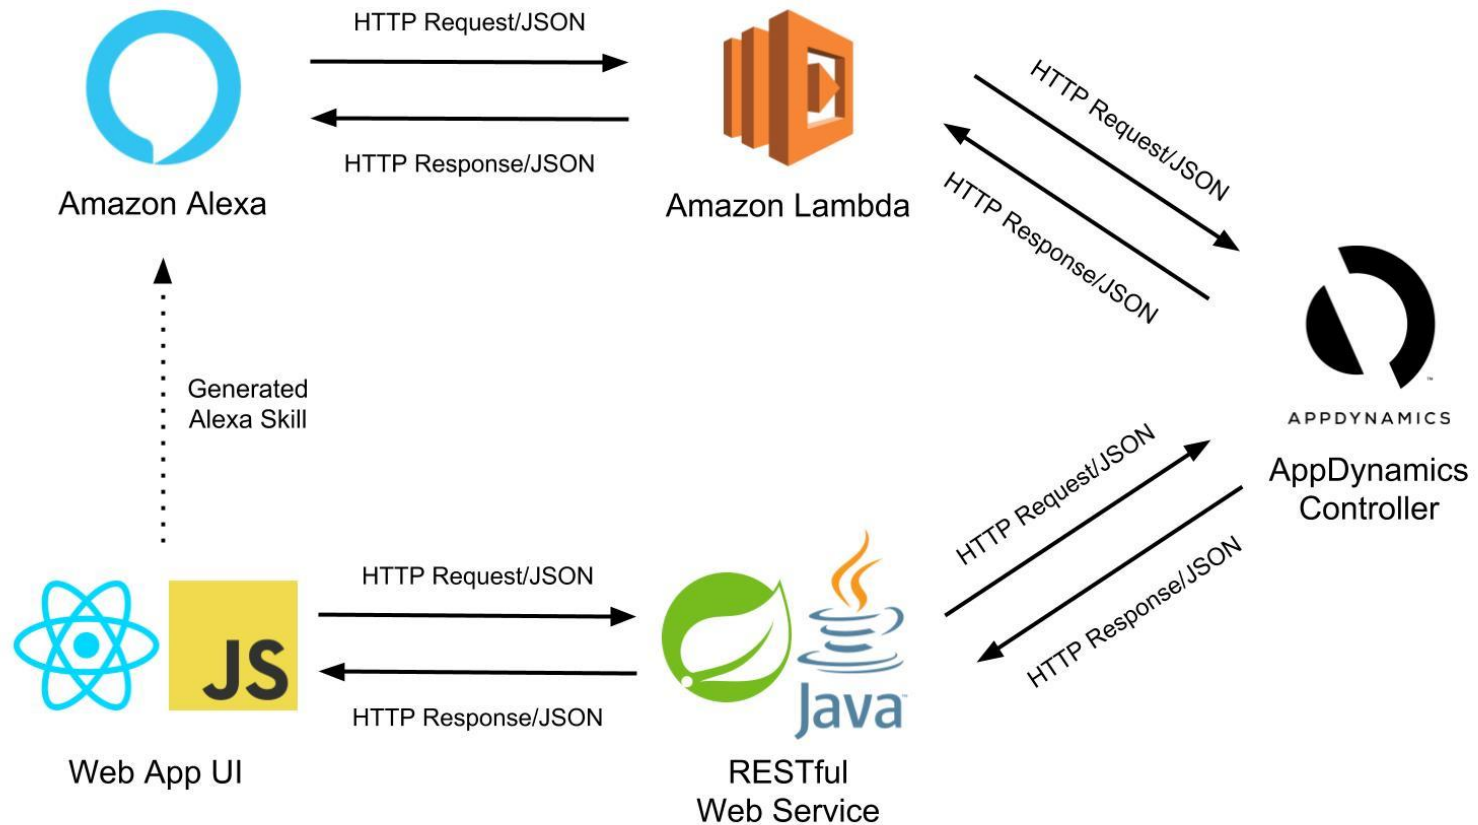 HTTP Request/JSON
HTTP Response/JSON
Amazon Alexa
Amazon Lambda
HTTP Request/JSON
HTTP Response/JSON
APPDYNAMICS
AppDynamics
Controller
Generated
Alexa Skill
HTTP Request/JSON
HTTP Response/JSON
HTTP Request/JSON
HTTP Response/JSON
JS
Java
Web App UI
RESTful
Web Service